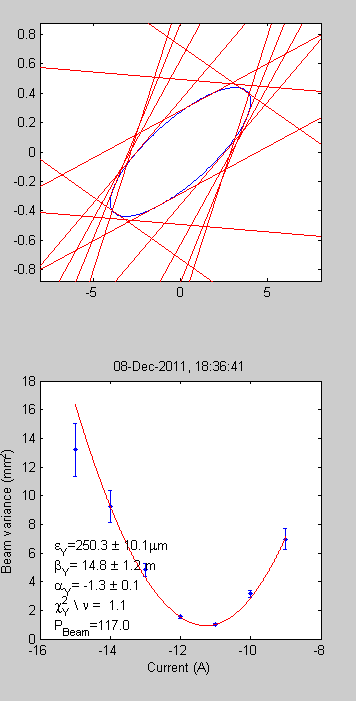 0.8
0.6
0.4
0.2
0
-0.2
-0.4
-0.6
-0.8
-5 0 5
08-Dec-2011, 18:36:41
18
16
14
12
10
8
6
4
2
0
Beam variance (mm²)
εY=250.3 ± 10.1μm
βY= 14.8 ± 1.2 m
αY= -1.3 ± 0.1
χ²Y \ ν = 1.1
PBeam=117.0
-16 -14 -12 -10 -8
Current (A)